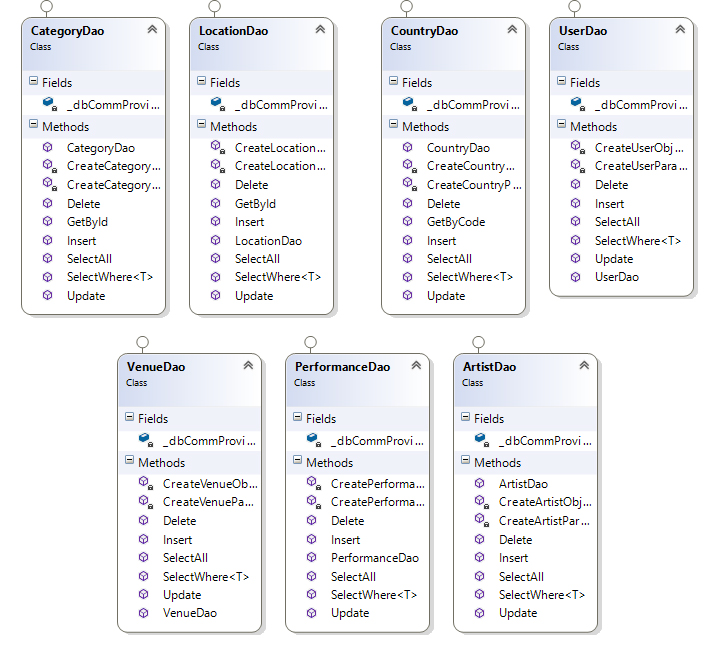 CategoryDao
Class
Fields
_dbCommProvi...
Methods
CategoryDao
CreateCategory...
CreateCategory...
Delete
GetById
Insert
SelectAll
SelectWhere<T>
Update
LocationDao
Class
Fields
_dbCommProvi...
Methods
CreateLocation...
CreateLocation...
Delete
GetById
Insert
LocationDao
SelectAll
SelectWhere<T>
Update
CountryDao
Class
Fields
_dbCommProvi...
Methods
CountryDao
CreateCountry...
CreateCountryP...
Delete
GetByCode
Insert
SelectAll
SelectWhere<T>
Update
UserDao
Class
Fields
_dbCommProvi...
Methods
CreateUserObj...
CreateUserPara...
Delete
Insert
SelectAll
SelectWhere<T>
Update
UserDao
VenueDao
Class
Fields
_dbCommProvi...
Methods
CreateVenueOb...
CreateVenuePa...
Delete
Insert
SelectAll
SelectWhere<T>
Update
VenueDao
PerformanceDao
Class
Fields
_dbCommProvi...
Methods
CreatePerforma...
CreatePerforma...
Delete
Insert
PerformanceDao
SelectAll
SelectWhere<T>
Update
ArtistDao
Class
Fields
_dbCommProvi...
Methods
ArtistDao
CreateArtistObj...
CreateArtistPar...
Delete
Insert
SelectAll
SelectWhere<T>
Update